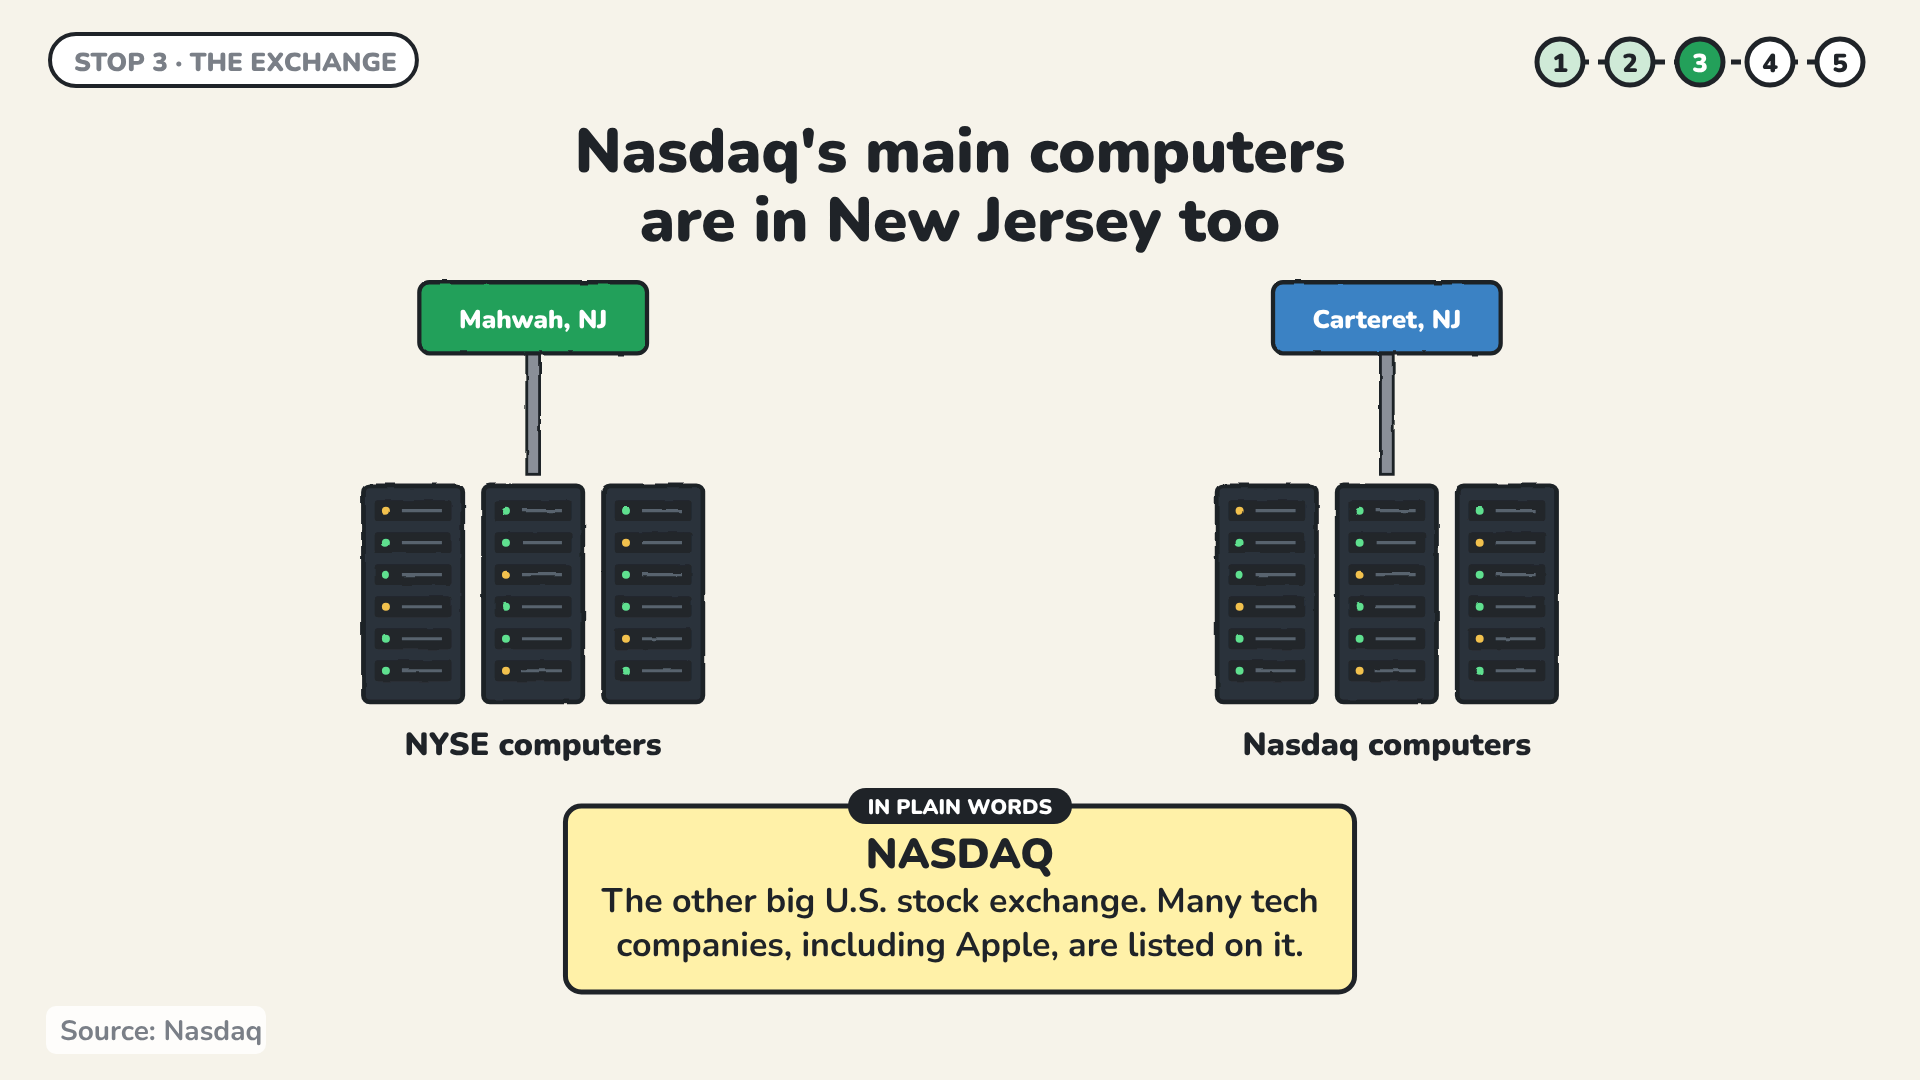 STOP 3 · THE EXCHANGE
1 2 3 4 5
Nasdaq's main computers
are in New Jersey too
Mahwah, NJ
Carteret, NJ
NYSE computers
Nasdaq computers
IN PLAIN WORDS
NASDAQ
The other big U.S. stock exchange. Many tech
companies, including Apple, are listed on it.
Source: Nasdaq